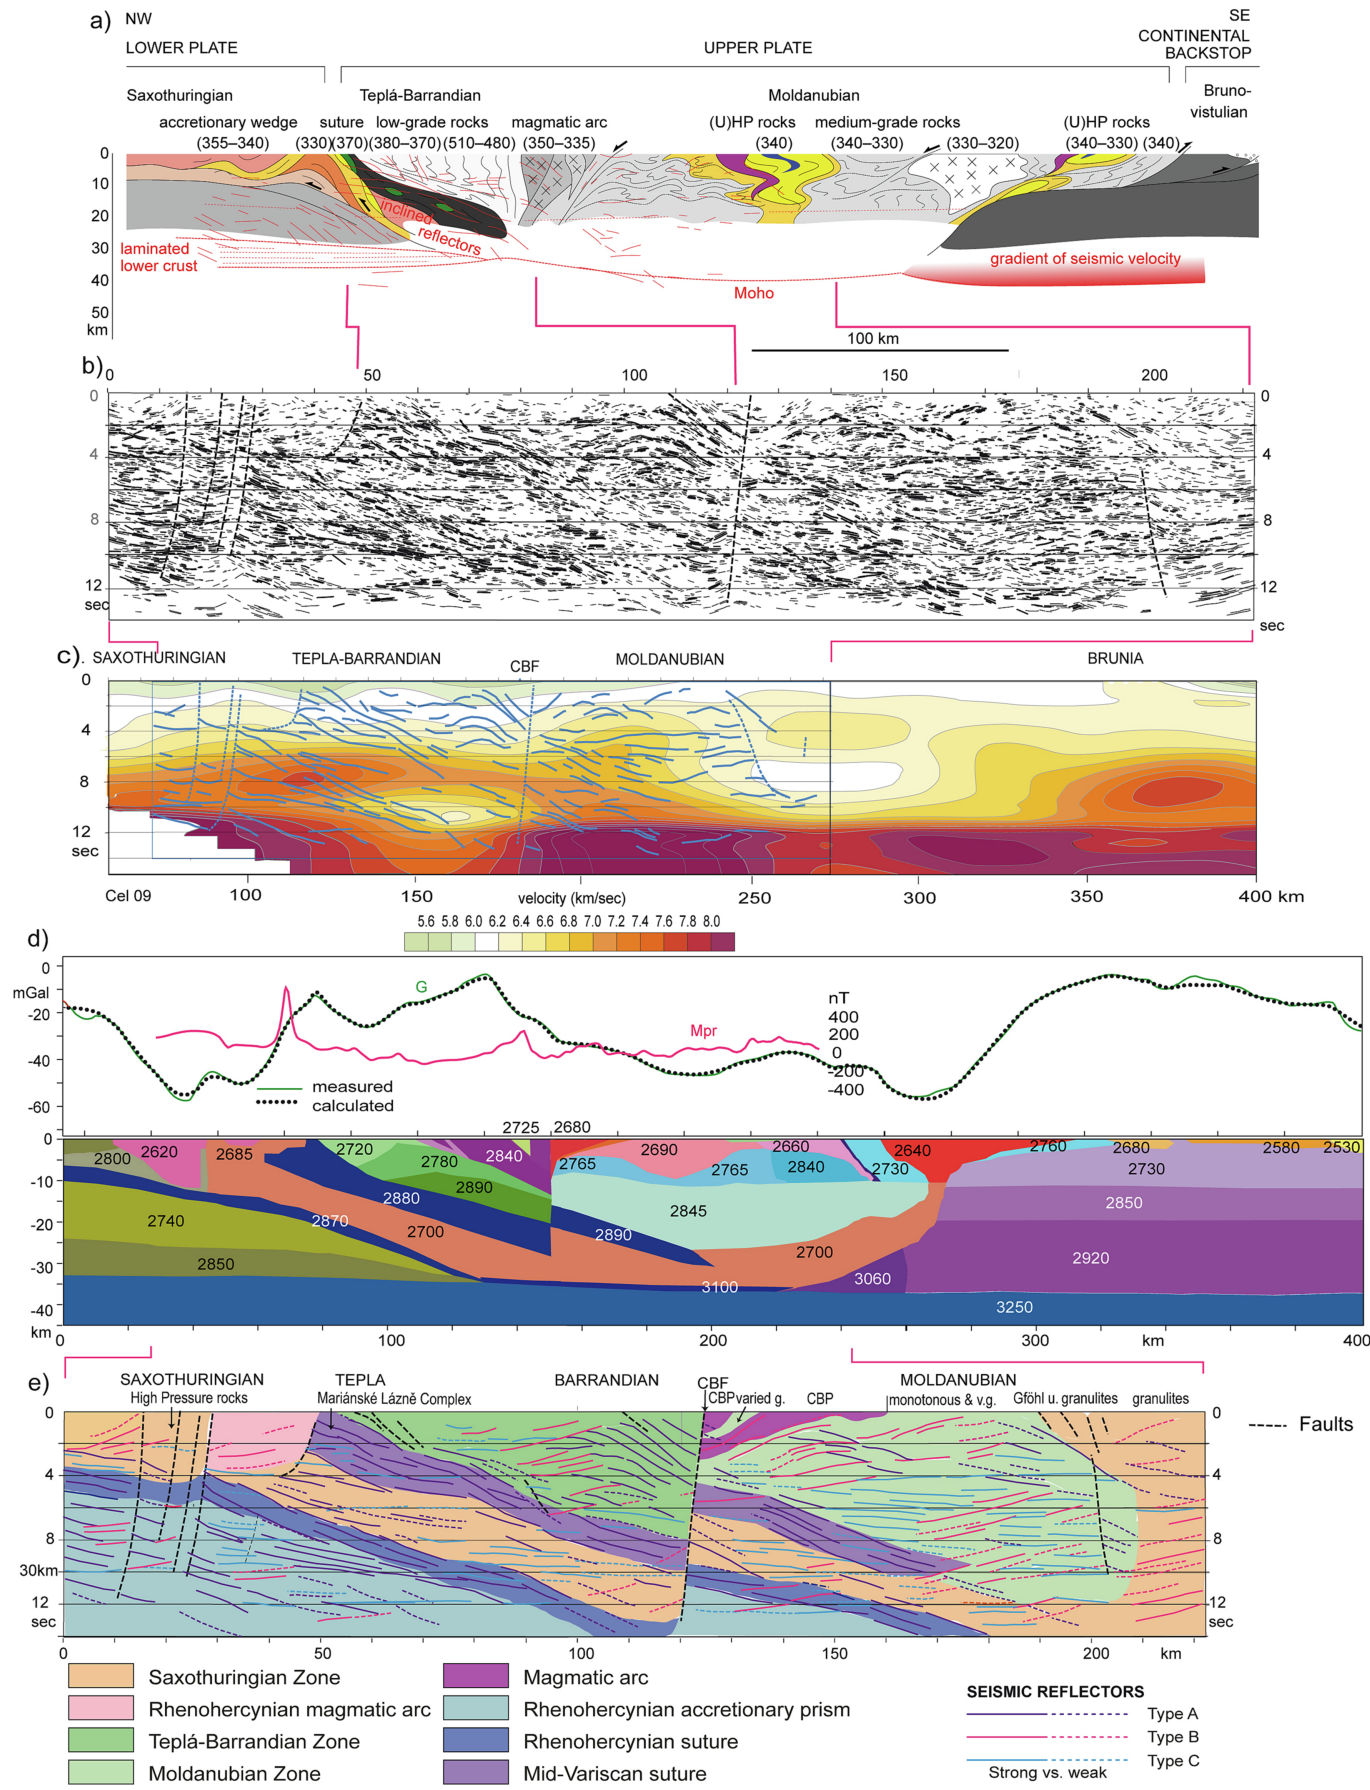 a)
NW
SE
LOWER PLATE
UPPER PLATE
CONTINENTAL
BACKSTOP
Saxothuringian
Teplá-Barrandian
Moldanubian
Bruno-
vistulian
accretionary wedge
suture
low-grade rocks
magmatic arc
(U)HP rocks
medium-grade rocks
(U)HP rocks
(355–340)
(330)(370)
(380–370)(510–480)
(350–335)
(340)
(340–330)
(330–320)
(340–330) (340)
0
10
20
30
40
50
km
inclined
reflectors
laminated
lower crust
Moho
gradient of seismic velocity
100 km
b)
0 50 100 150 200
0
4
8
12
sec
0
4
8
12
sec
c).
SAXOTHURINGIAN
TEPLA-BARRANDIAN
CBF
MOLDANUBIAN
BRUNIA
0
4
8
12
sec
Cel 09
100 150 200 250 300 350 400 km
velocity (km/sec)
5.6 5.8 6.0 6.2 6.4 6.6 6.8 7.0 7.2 7.4 7.6 7.8 8.0
d)
0
mGal
-20
-40
-60
G
Mpr
nT
400
200
0
-200
-400
measured
calculated
2725 2680
0
-10
-20
-30
-40
km
2800 2620 2685 2720 2780 2840 2765 2690 2765 2660 2840 2730 2640 2760 2680 2730 2580 2530
2880 2890 2845 2850
2740 2870 2700 2890 2700 2920
2850 3100 3060
3250
0 100 200 300 km 400
e)
SAXOTHURINGIAN
TEPLA
BARRANDIAN
CBF
MOLDANUBIAN
High Pressure rocks
Mariánské Lázně Complex
CBP varied g.
CBP
monotonous & v.g.
Gföhl u. granulites
granulites
0
4
8
30km
12
sec
0
4
8
12
sec
Faults
0 50 100 150 200 km
Saxothuringian Zone
Rhenohercynian magmatic arc
Teplá-Barrandian Zone
Moldanubian Zone
Magmatic arc
Rhenohercynian accretionary prism
Rhenohercynian suture
Mid-Variscan suture
SEISMIC REFLECTORS
Type A
Type B
Type C
Strong vs. weak